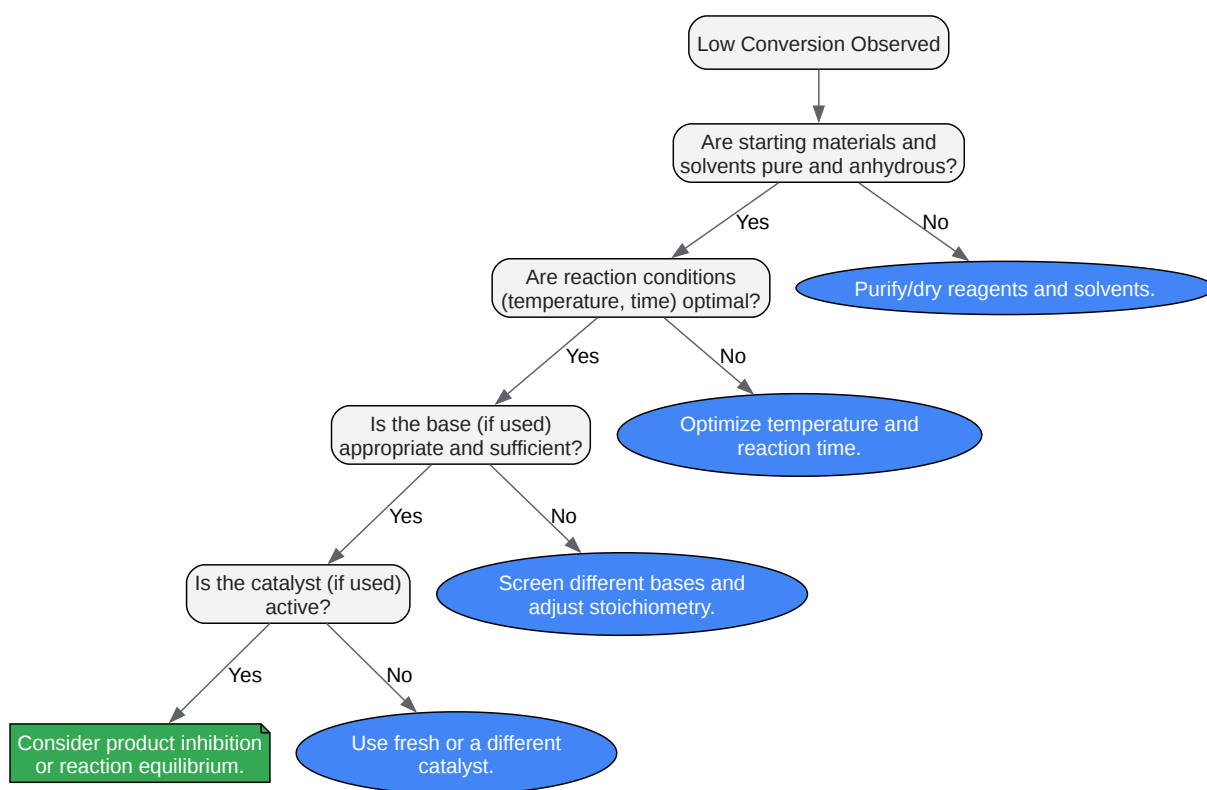 Low Conversion Observed
Are starting materials and
solvents pure and anhydrous?
Yes
No
Are reaction conditions
(temperature, time) optimal?
Purify/dry reagents and solvents.
Yes
No
Is the base (if used)
appropriate and sufficient?
Optimize temperature and
reaction time.
Yes
No
Is the catalyst (if used)
active?
Screen different bases and
adjust stoichiometry.
Yes
No
Consider product inhibition
or reaction equilibrium.
Use fresh or a different
catalyst.